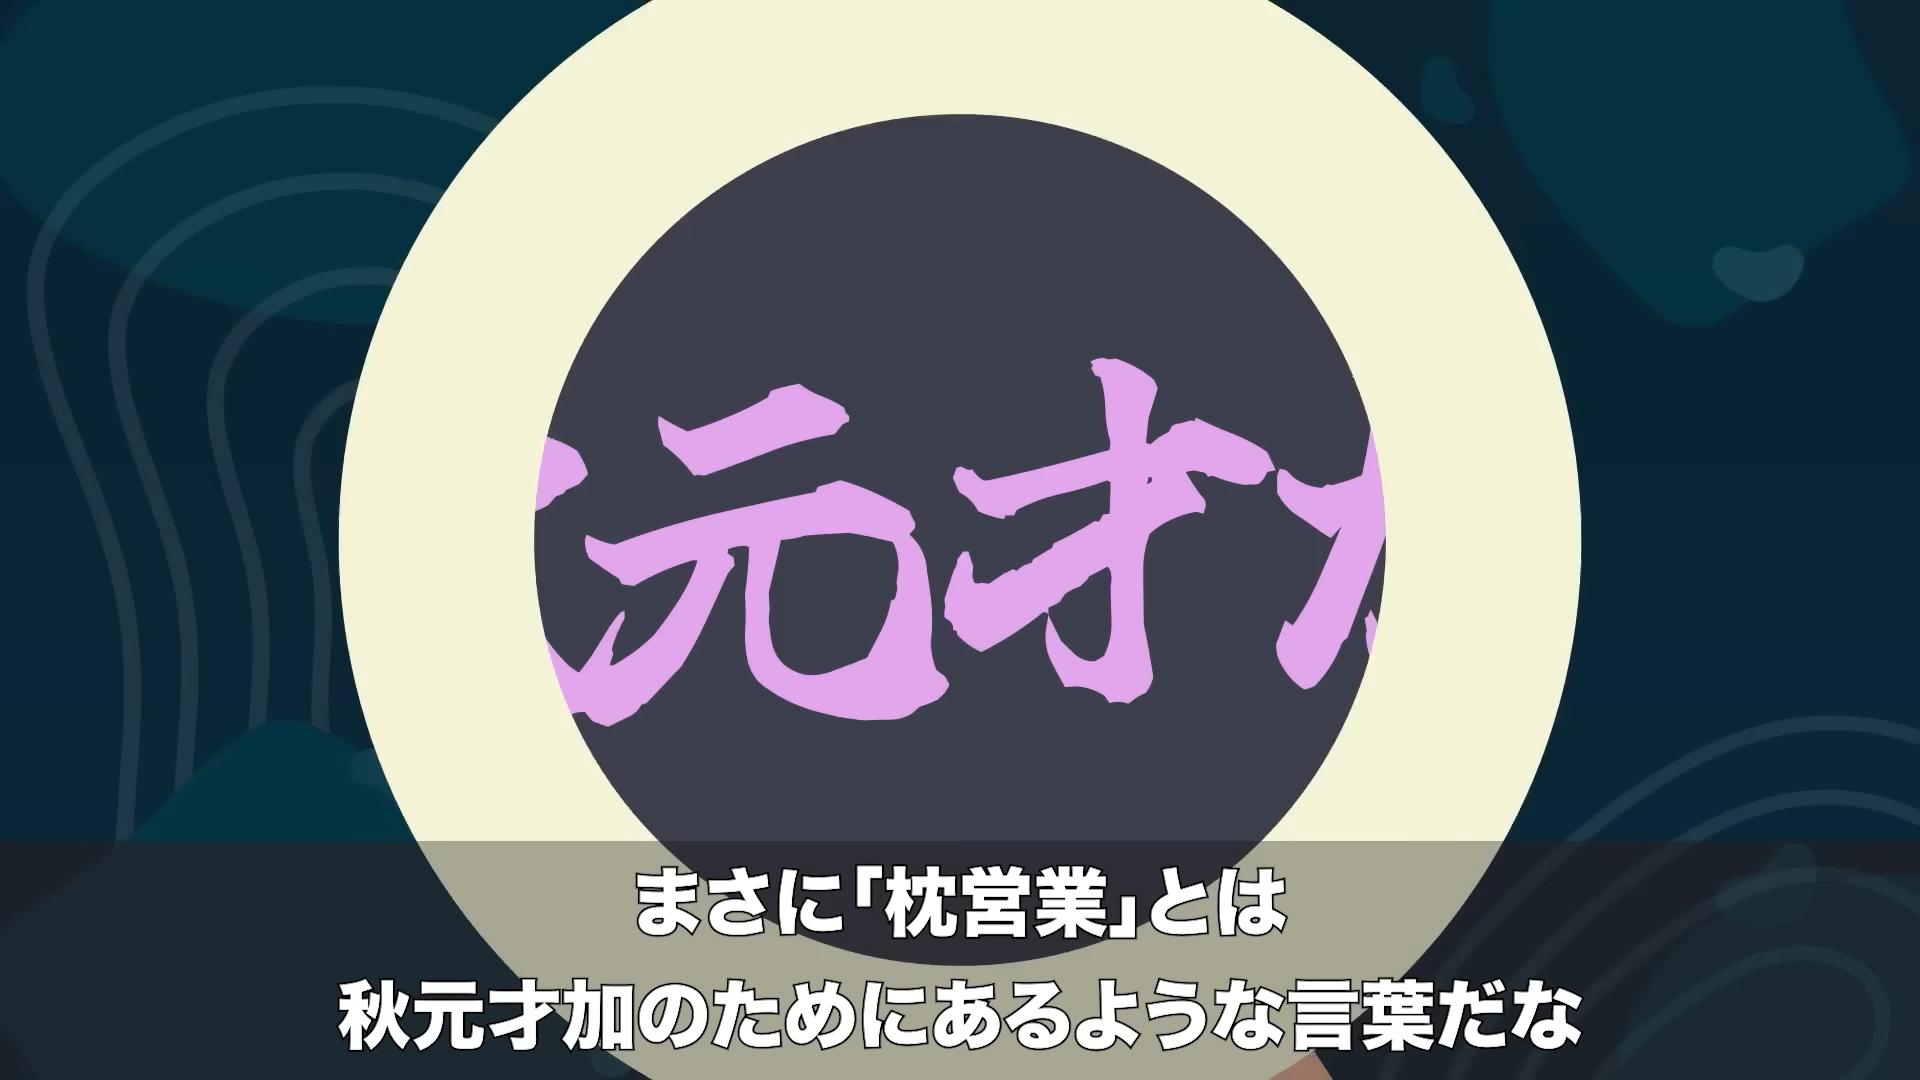 元才
まさに「枕営業」とは
秋元才加のためにあるような言葉だな